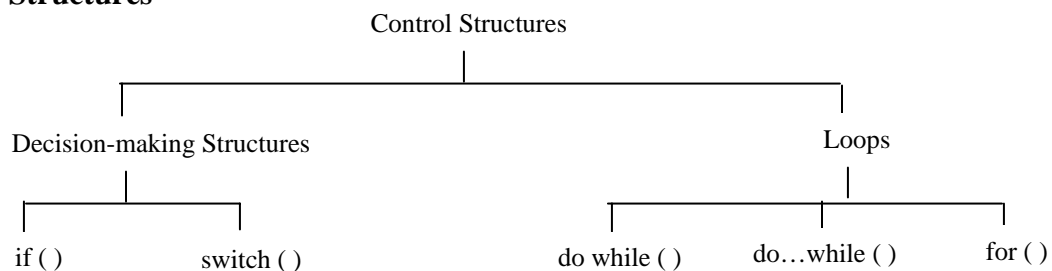 Structures
Control Structures
Decision-making Structures
Loops
if ( )
switch ( )
do while ( )
do…while ( )
for ( )